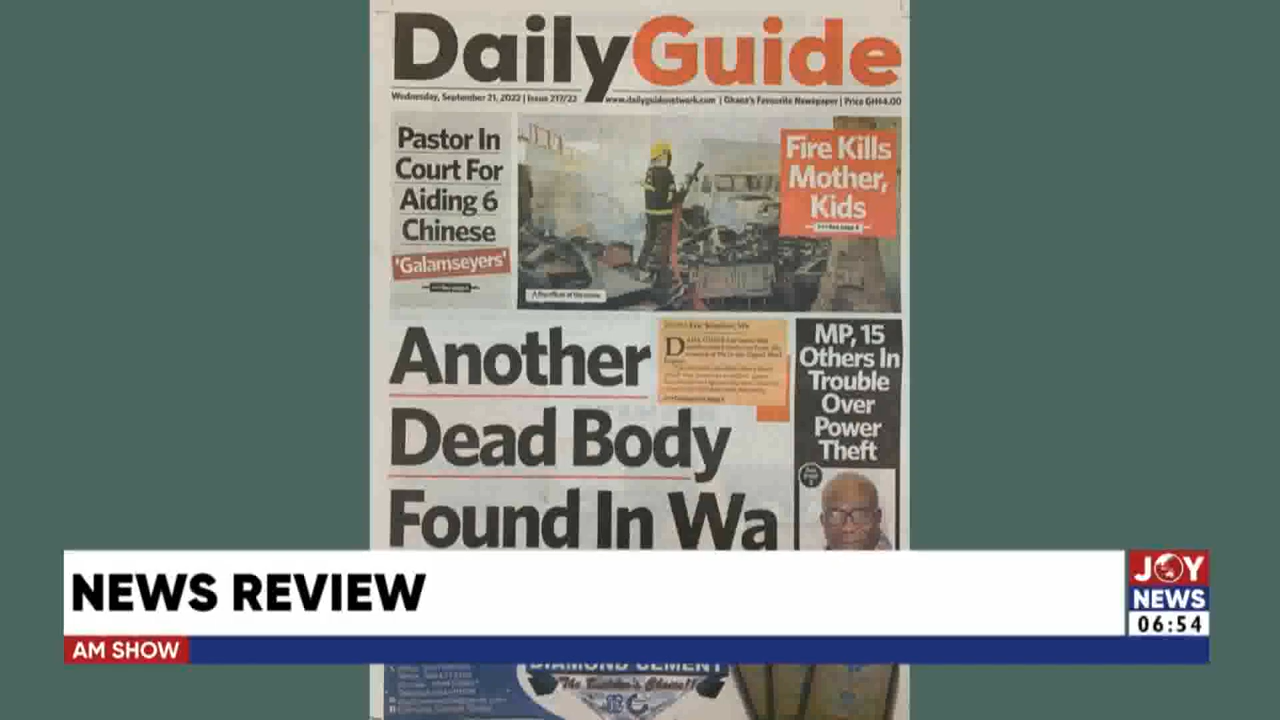 DailyGuide
Wednesday, September 21, 2022 | Issue 217/22
www.dailyguidenetwork.com | Ghana's Favourite Newspaper | Price GH¢4.00
Pastor In
Court For
Aiding 6
Chinese
'Galamseyers'
Fire Kills
Mother,
Kids
Another
Dead Body
Found In Wa
MP, 15
Others In
Trouble
Over
Power
Theft
NEWS REVIEW
JOY
NEWS
06:54
AM SHOW
DIAMOND CEMENT